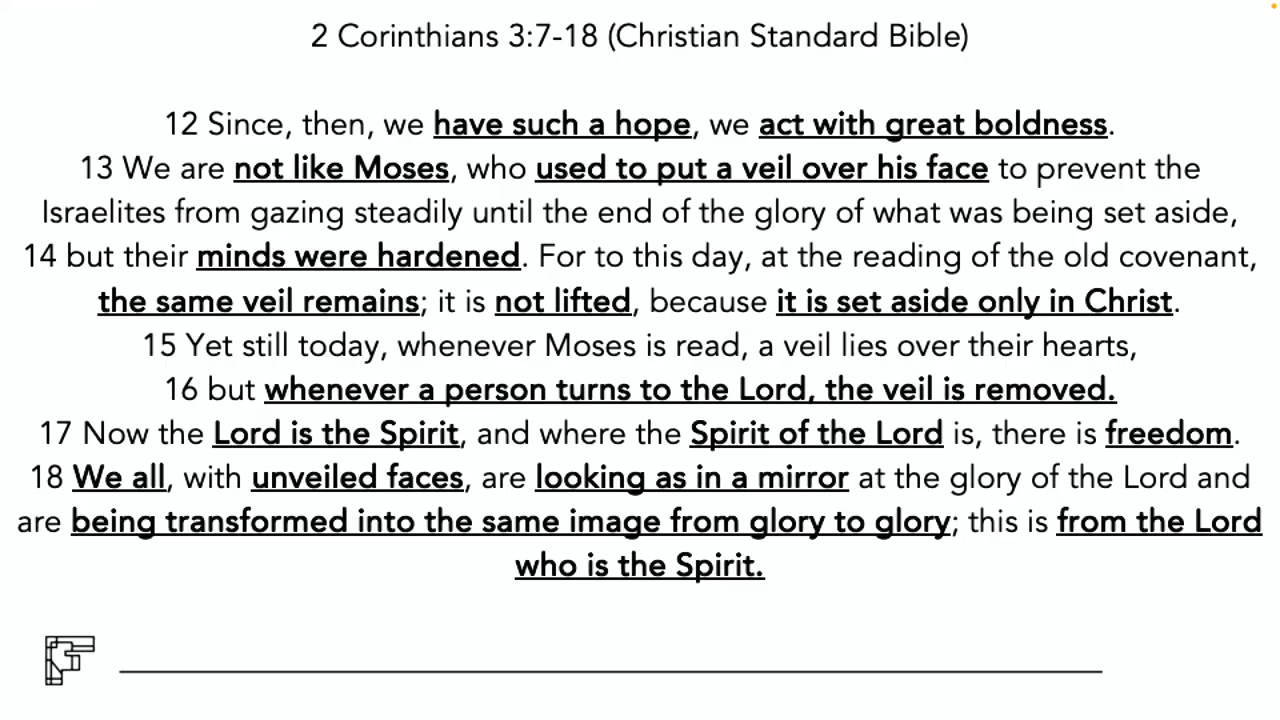 2 Corinthians 3:7-18 (Christian Standard Bible)
12 Since, then, we have such a hope, we act with great boldness.
13 We are not like Moses, who used to put a veil over his face to prevent the
Israelites from gazing steadily until the end of the glory of what was being set aside,
14 but their minds were hardened. For to this day, at the reading of the old covenant,
the same veil remains; it is not lifted, because it is set aside only in Christ.
15 Yet still today, whenever Moses is read, a veil lies over their hearts,
16 but whenever a person turns to the Lord, the veil is removed.
17 Now the Lord is the Spirit, and where the Spirit of the Lord is, there is freedom.
18 We all, with unveiled faces, are looking as in a mirror at the glory of the Lord and
are being transformed into the same image from glory to glory; this is from the Lord
who is the Spirit.